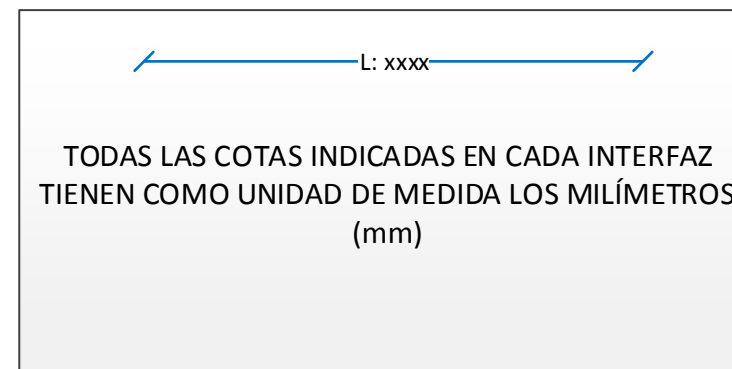 L: xxxx
TODAS LAS COTAS INDICADAS EN CADA INTERFAZ
TIENEN COMO UNIDAD DE MEDIDA LOS MILÍMETROS
(mm)